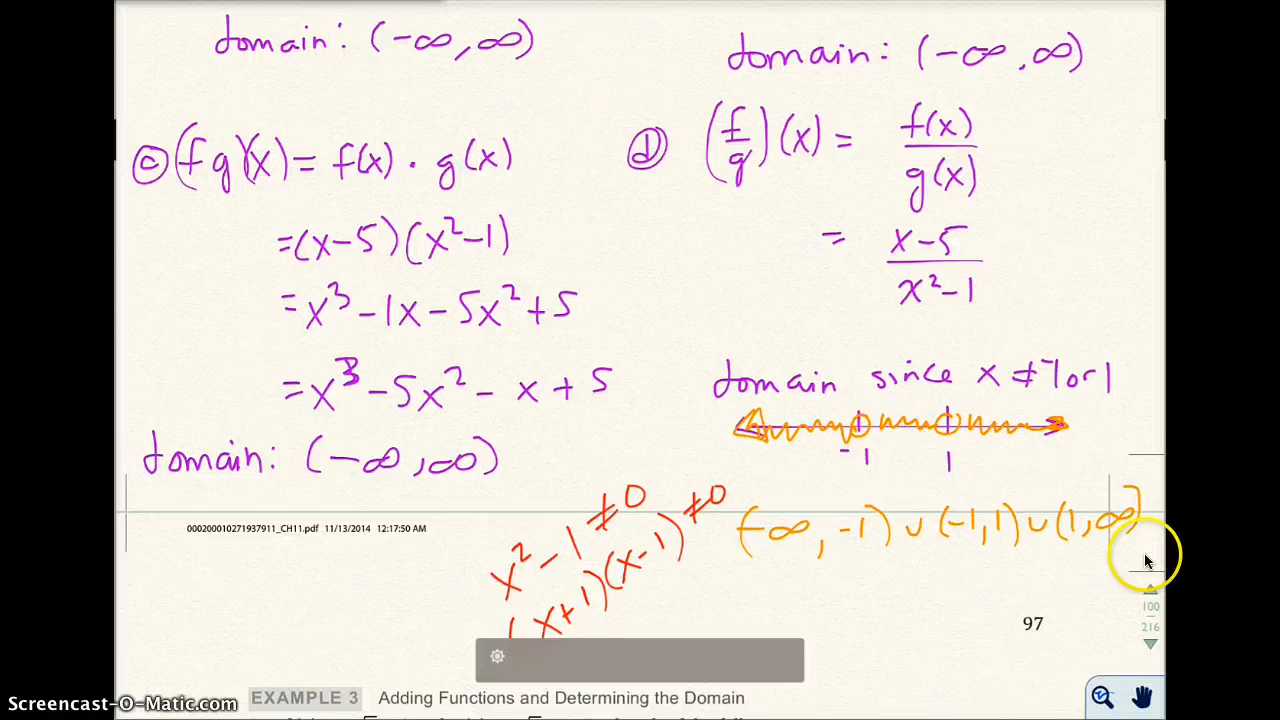 domain: (-∞, ∞)
domain: (-∞, ∞)
ⓒ (fg)(x) = f(x) · g(x)
= (x-5)(x²-1)
= x³ - 1x - 5x² + 5
= x³ - 5x² - x + 5
domain: (-∞, ∞)
ⓓ (f/g)(x) = f(x)/g(x)
= x-5/x²-1
domain since x ≠ -1 or 1
-1 1
(-∞, -1) ∪ (-1, 1) ∪ (1, ∞)
x² - 1 ≠ 0
(x+1)(x-1) ≠ 0
000200010271937911_CH11.pdf 11/13/2014 12:17:50 AM
97
100
216
EXAMPLE 3 Adding Functions and Determining the Domain
Screencast-O-Matic.com